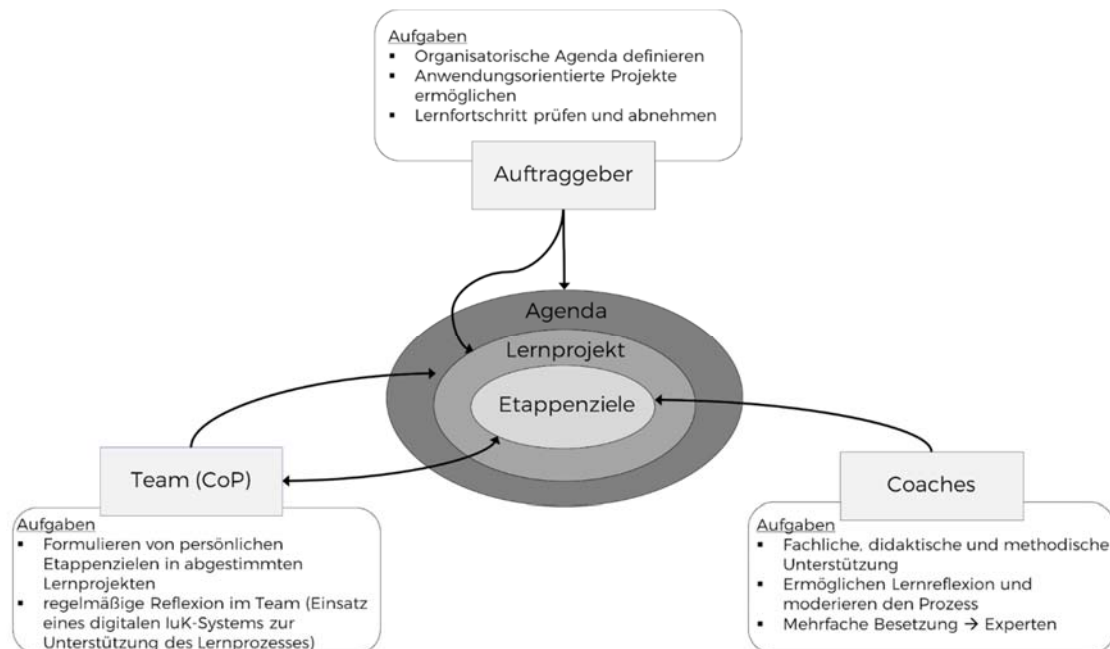 Aufgaben
▪ Organisatorische Agenda definieren
▪ Anwendungsorientierte Projekte
ermöglichen
▪ Lernfortschritt prüfen und abnehmen
Auftraggeber
Agenda
Lernprojekt
Etappenziele
Team (CoP)
Aufgaben
▪ Formulieren von persönlichen
Etappenzielen in abgestimmten
Lernprojekten
▪ regelmäßige Reflexion im Team (Einsatz
eines digitalen IuK-Systems zur
Unterstützung des Lernprozesses)
Coaches
Aufgaben
▪ Fachliche, didaktische und methodische
Unterstützung
▪ Ermöglichen Lernreflexion und
moderieren den Prozess
▪ Mehrfache Besetzung → Experten